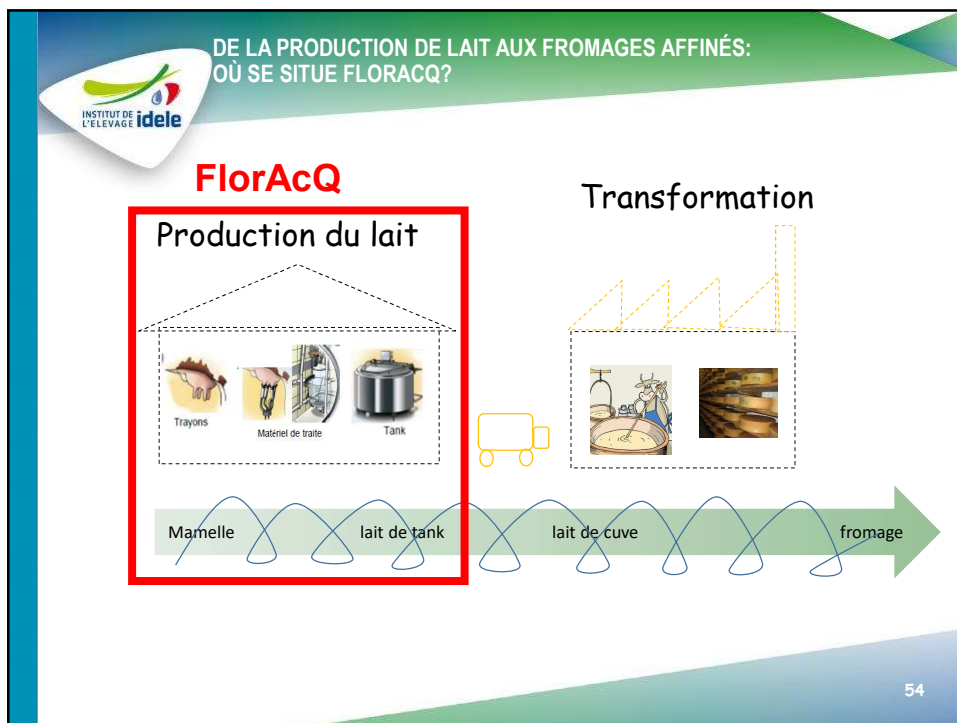 DE LA PRODUCTION DE LAIT AUX FROMAGES AFFINÉS:
OÙ SE SITUE FLORACQ?
INSTITUT DE
L'ELEVAGE idele
FlorAcQ
Transformation
Production du lait
Trayons
Matériel de traite
Tank
Mamelle
lait de tank
lait de cuve
fromage
54